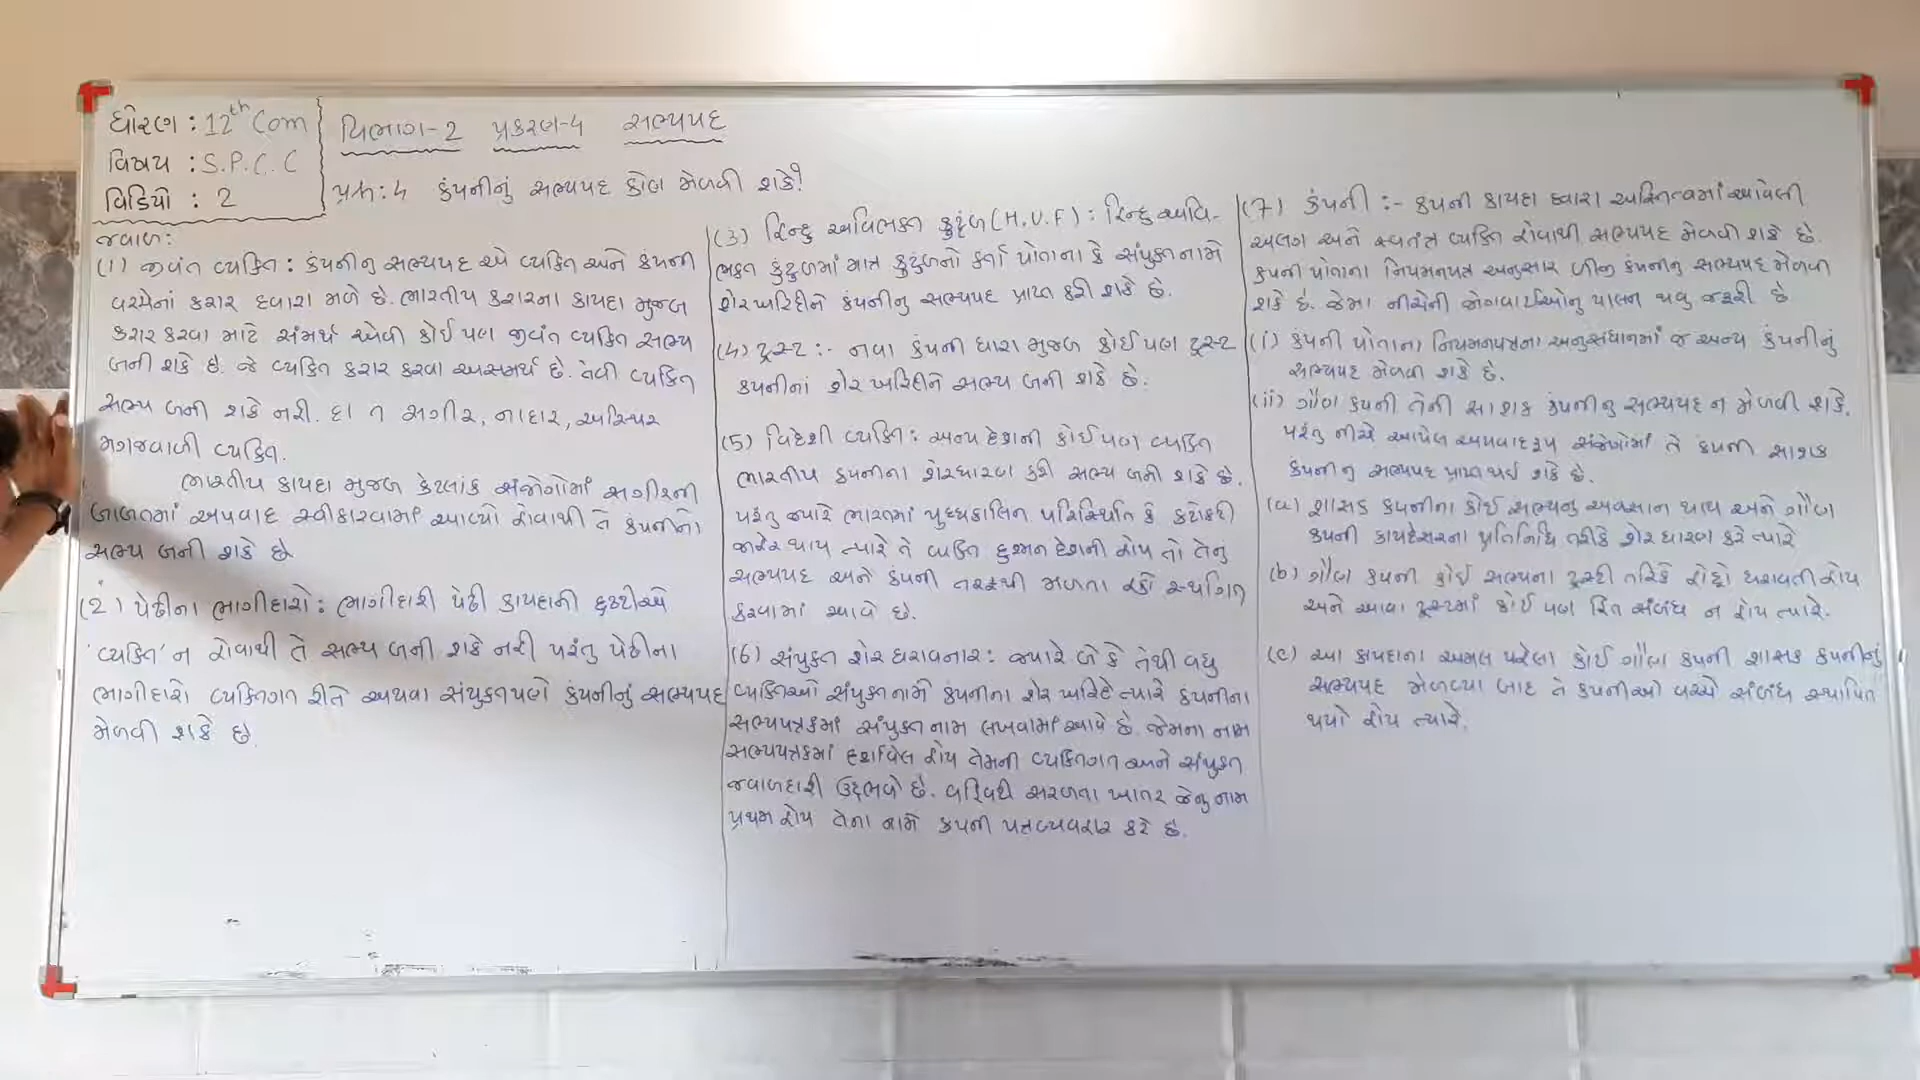 ધોરણ : 12th Com
વિષય : S.P.C.C
વિડિયો : 2
વિભાગ-2 પ્રકરણ-4 સભ્યપદ
પ્રશ્ન : 4 કંપનીનું સભ્યપદ કોણ મેળવી શકે?
જવાબ:
(1) જીવંત વ્યક્તિ : કંપનીનુ સભ્યપદ એ વ્યક્તિ અને કંપની
વચ્ચેનાં કરાર દ્વારા મળે છે. ભારતીય કરારના કાયદા મુજબ
કરાર કરવા માટે સંમર્થ એવી કોઈ પણ જીવંત વ્યક્તિ સભ્ય
બની શકે છે. જે વ્યક્તિ કરાર કરવા અસમર્થ છે. તેવી વ્યક્તિ
સભ્ય બની શકે નહી. દા ત સગીર, નાદાર, અસ્થિર
મગજવાળી વ્યક્તિ.
ભારતીય કાયદા મુજબ કેટલાંક સંજોગોમાં સગીરની
બાબતમાં અપવાદ સ્વીકારવામાં આવ્યો હોવાથી તે કંપનીનો
સભ્ય બની શકે છે
(2) પેઢીના ભાગીદારો : ભાગીદારી પેઢી કાયદાની દ્રષ્ટીએ
'વ્યક્તિ' ન હોવાથી તે સભ્ય બની શકે નહી પરંતુ પેઢીના
ભાગીદારો વ્યક્તિગત રીતે અથવા સંયુક્તપણે કંપનીનું સભ્યપદ
મેળવી શકે છે.
(3) હિન્દુ અવિભક્ત કુટુંબ (H.U.F) : હિન્દુ અવિ-
ભક્ત કુંટુબમાં માત્ર કુટુંબનો કર્તા પોતાના કે સંયુક્ત નામે
શેર ખરિદીને કંપનીનુ સભ્યપદ પ્રાપ્ત કરી શકે છે.
(4) ટ્રસ્ટ :- નવા કંપની ધારા મુજબ કોઈ પણ ટ્રસ્ટ
કંપનીનાં શેર ખરિદીને સભ્ય બની શકે છે.
(5) વિદેશી વ્યક્તિ : અન્ય દેશની કોઈ પણ વ્યક્તિ
ભારતીય કંપનીના શેરધારણ કરી સભ્ય બની શકે છે.
પરંતુ જ્યારે ભારતમાં યુધ્ધકાલિન પરિસ્થિતિ કે કટોકટી
જાહેર થાય ત્યારે તે વ્યક્તિ દુશ્મન દેશની હોય તો તેનું
સભ્યપદ અને કંપની તરફથી મળતા હકો સ્થગિત
કરવામાં આવે છે.
(6) સંયુક્ત શેર ધરાવનાર : જ્યારે બે કે તેથી વધુ
વ્યક્તિઓ સંયુક્ત નામે કંપનીના શેર ખરિદે ત્યારે કંપનીના
સભ્યપત્રકમાં સંયુક્ત નામ લખવામાં આવે છે. જેમના નામ
સભ્યપત્રકમાં દર્શાવેલ હોય તેમની વ્યક્તિગત અને સંયુક્ત
જવાબદારી ઉદ્દભવે છે. વહિવટી સરળતા ખાતર જેનુ નામ
પ્રથમ હોય તેના નામે કંપની પત્રવ્યવહાર કરે છે.
(7) કંપની :- કંપની કાયદા દ્વારા અસ્તિત્વમાં આવેલી
અલગ અને સ્વતંત્ર વ્યક્તિ હોવાથી સભ્યપદ મેળવી શકે છે.
કંપની પોતાના નિયમનપત્ર અનુસાર બીજી કંપનીનુ સભ્યપદ મેળવી
શકે છે. જેમાં નીચેની જોગવાઈઓનુ પાલન થવુ જરૂરી છે
(i) કંપની પોતાના નિયમનપત્રના અનુસંધાનમાં જ અન્ય કંપનીનું
સભ્યપદ મેળવી શકે છે.
(ii) ગૌણ કંપની તેની શાસક કંપનીનુ સભ્યપદ ન મેળવી શકે.
પરંતુ નીચે આપેલ અપવાદરૂપ સંજોગોમાં તે કંપની શાસક
કંપનીનુ સભ્યપદ પ્રાપ્ત થઈ શકે છે.
(a) શાસક કંપનીના કોઈ સભ્યનુ અવસાન થાય અને ગૌણ
કંપની કાયદેસરના પ્રતિનિધિ તરીકે શેર ધારણ કરે ત્યારે
(b) ગૌણ કંપની કોઈ સભ્યના ટ્રસ્ટી તરિકે હોદ્દો ધરાવતી હોય
અને આવા ટ્રસ્ટમાં કોઈ પણ હિત સંબંધ ન હોય ત્યારે.
(c) આ કાયદાના અમલ પહેલા કોઈ ગૌણ કંપની શાસક કંપનીનું
સભ્યપદ મેળવ્યા બાદ તે કંપનીઓ વચ્ચે સંબંધ સ્થાપિત
થયો હોય ત્યારે.